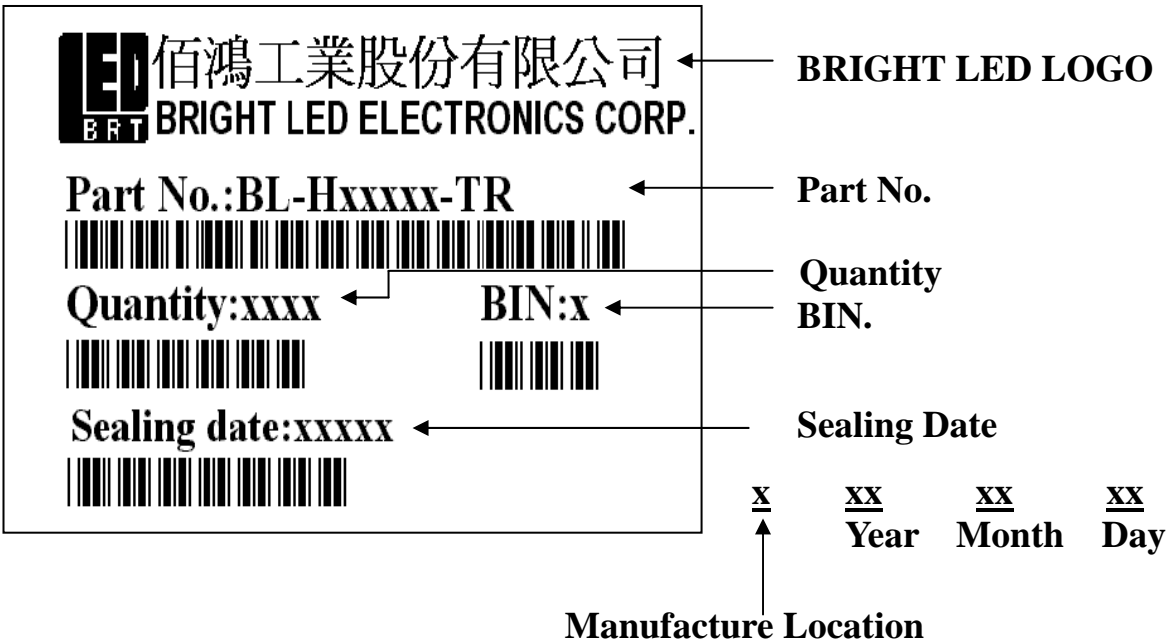 LED 佰鴻工業股份有限公司
BRT BRIGHT LED ELECTRONICS CORP.
BRIGHT LED LOGO
Part No.:BL-Hxxxxx-TR
Part No.
Quantity:xxxx
BIN:x
Quantity
BIN.
Sealing date:xxxxx
Sealing Date
x xx xx xx
Year Month Day
Manufacture Location